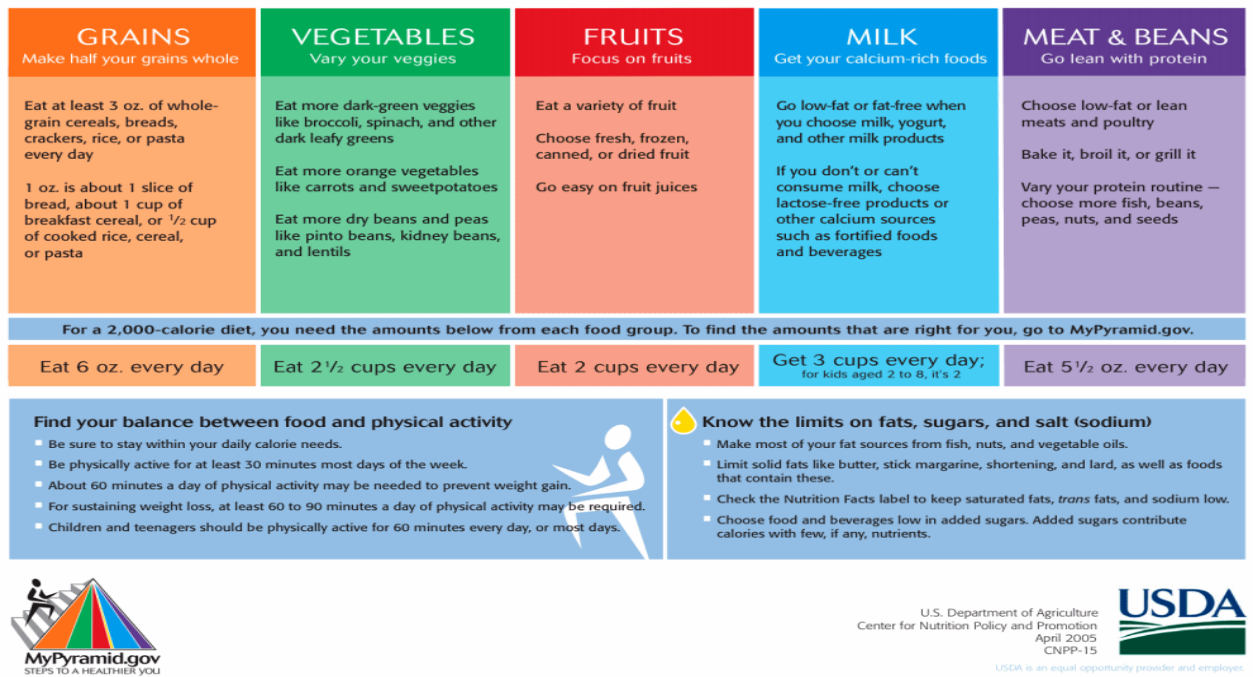 GRAINS
Make half your grains whole
Eat at least 3 oz. of whole-
grain cereals, breads,
crackers, rice, or pasta
every day
1 oz. is about 1 slice of
bread, about 1 cup of
breakfast cereal, or 1/2 cup
of cooked rice, cereal,
or pasta
VEGETABLES
Vary your veggies
Eat more dark-green veggies
like broccoli, spinach, and other
dark leafy greens
Eat more orange vegetables
like carrots and sweetpotatoes
Eat more dry beans and peas
like pinto beans, kidney beans,
and lentils
FRUITS
Focus on fruits
Eat a variety of fruit
Choose fresh, frozen,
canned, or dried fruit
Go easy on fruit juices
MILK
Get your calcium-rich foods
Go low-fat or fat-free when
you choose milk, yogurt,
and other milk products
If you don’t or can’t
consume milk, choose
lactose-free products or
other calcium sources
such as fortified foods
and beverages
MEAT & BEANS
Go lean with protein
Choose low-fat or lean
meats and poultry
Bake it, broil it, or grill it
Vary your protein routine —
choose more fish, beans,
peas, nuts, and seeds
For a 2,000-calorie diet, you need the amounts below from each food group. To find the amounts that are right for you, go to MyPyramid.gov.
Eat 6 oz. every day
Eat 2 1/2 cups every day
Eat 2 cups every day
Get 3 cups every day;
for kids aged 2 to 8, it's 2
Eat 5 1/2 oz. every day
Find your balance between food and physical activity
Be sure to stay within your daily calorie needs.
Be physically active for at least 30 minutes most days of the week.
About 60 minutes a day of physical activity may be needed to prevent weight gain.
For sustaining weight loss, at least 60 to 90 minutes a day of physical activity may be required.
Children and teenagers should be physically active for 60 minutes every day, or most days.
Know the limits on fats, sugars, and salt (sodium)
Make most of your fat sources from fish, nuts, and vegetable oils.
Limit solid fats like butter, stick margarine, shortening, and lard, as well as foods
that contain these.
Check the Nutrition Facts label to keep saturated fats, trans fats, and sodium low.
Choose food and beverages low in added sugars. Added sugars contribute
calories with few, if any, nutrients.
MyPyramid.gov
STEPS TO A HEALTHIER YOU
U.S. Department of Agriculture
Center for Nutrition Policy and Promotion
April 2005
CNPP-15
USDA
USDA is an equal opportunity provider and employer.